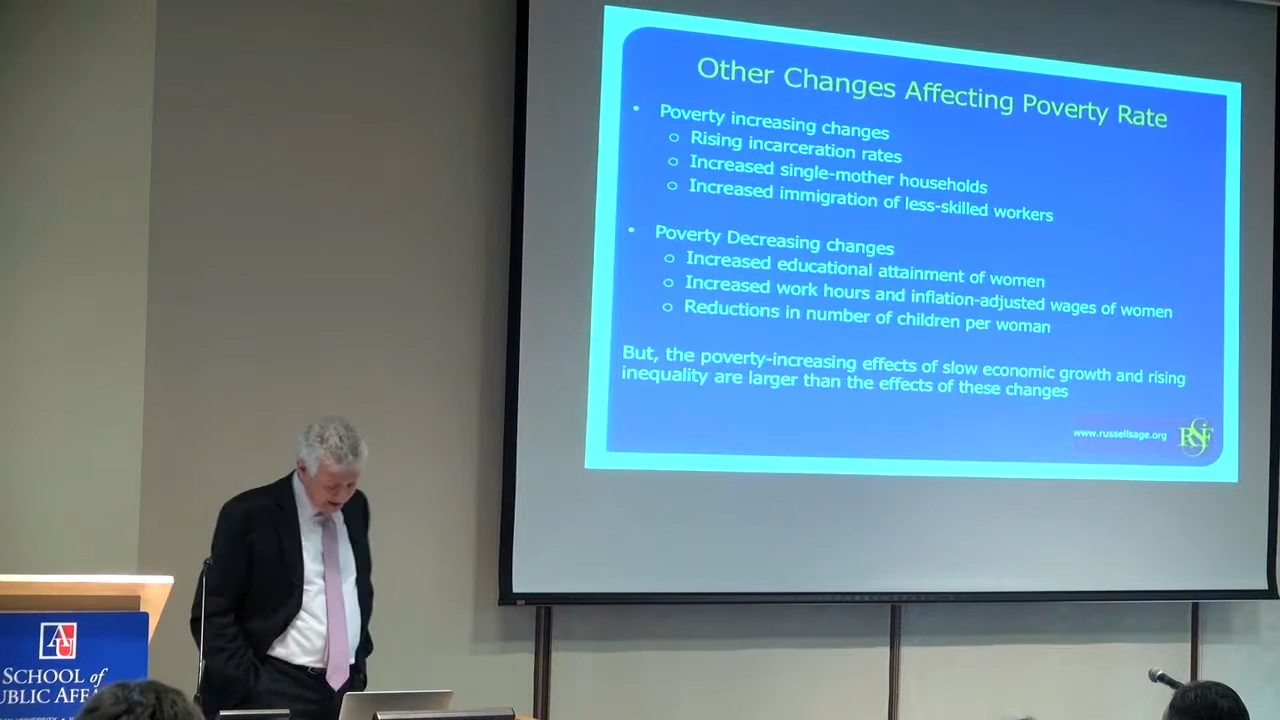 Other Changes Affecting Poverty Rate
• Poverty increasing changes
o Rising incarceration rates
o Increased single-mother households
o Increased immigration of less-skilled workers
• Poverty Decreasing changes
o Increased educational attainment of women
o Increased work hours and inflation-adjusted wages of women
o Reductions in number of children per woman
But, the poverty-increasing effects of slow economic growth and rising
inequality are larger than the effects of these changes
www.russellsage.org
RSF
AU
SCHOOL of